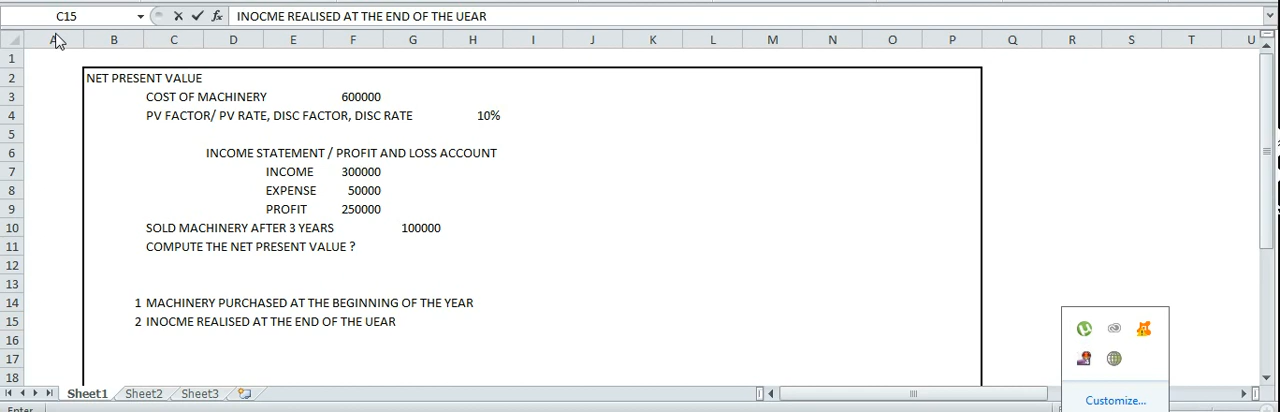 C15 fx INOCME REALISED AT THE END OF THE UEAR
A B C D E F G H I J K L M N O P Q R S T U
1
2 NET PRESENT VALUE
3 COST OF MACHINERY 600000
4 PV FACTOR/ PV RATE, DISC FACTOR, DISC RATE 10%
5
6 INCOME STATEMENT / PROFIT AND LOSS ACCOUNT
7 INCOME 300000
8 EXPENSE 50000
9 PROFIT 250000
10 SOLD MACHINERY AFTER 3 YEARS 100000
11 COMPUTE THE NET PRESENT VALUE ?
12
13
14 1 MACHINERY PURCHASED AT THE BEGINNING OF THE YEAR
15 2 INOCME REALISED AT THE END OF THE UEAR
16
17
18
Sheet1 Sheet2 Sheet3
Customize...
Enter